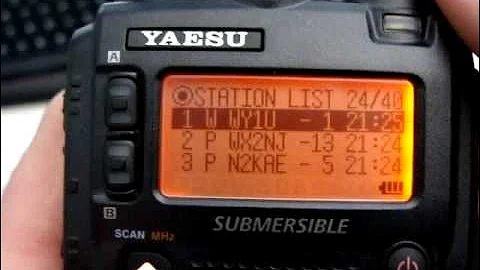 YAESU
A
STATION LIST 24/40
1 W WY1U - 1 21:25
2 P WX2NJ -13 21:24
3 P N2KAE - 5 21:24
B
SUBMERSIBLE
SCAN MHz